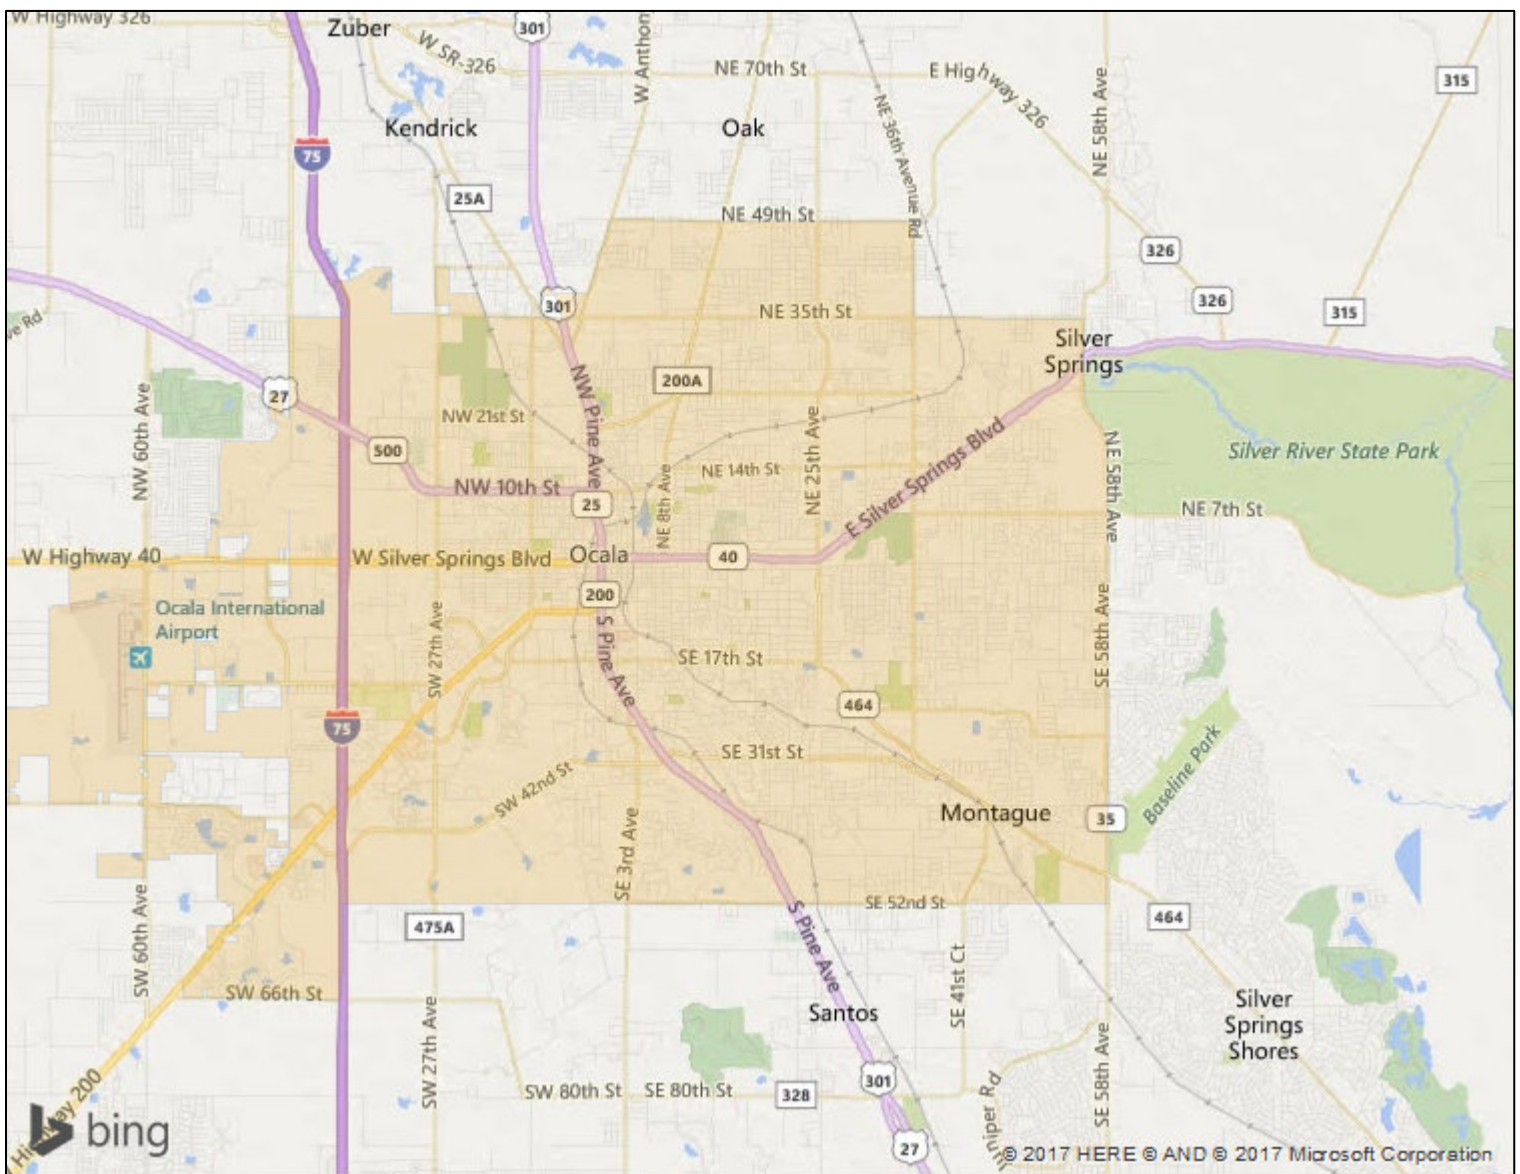 W Highway 326
Zuber
301
W SR-326
W Anthon
NE 70th St
E Highway 326
NE 58th Ave
315
Kendrick
Oak
NE 36th Avenue Rd
75
25A
NE 49th St
326
326
315
301
NE 35th St
Silver
Springs
ve Rd
27
NW 60th Ave
NW Pine Ave
200A
NW 21st St
500
NE 25th Ave
E Silver Springs Blvd
NE 58th Ave
Silver River State Park
NE 14th St
NW 10th St
25
NE 8th Ave
NE 7th St
W Highway 40
W Silver Springs Blvd
Ocala
40
200
Ocala International
Airport
SW 27th Ave
S Pine Ave
SE 17th St
SE 58th Ave
464
75
SE 31st St
SW 42nd St
Baseline Park
Montague
35
SE 3rd Ave
SW 60th Ave
475A
SE 52nd St
464
S Pine Ave
SE 41st Ct
SW 66th St
Santos
Silver
Springs
Shores
SW 27th Ave
SE 58th Ave
301
SW 80th St
SE 80th St
328
Juniper Rd
Highway 200
bing
27
© 2017 HERE © AND © 2017 Microsoft Corporation